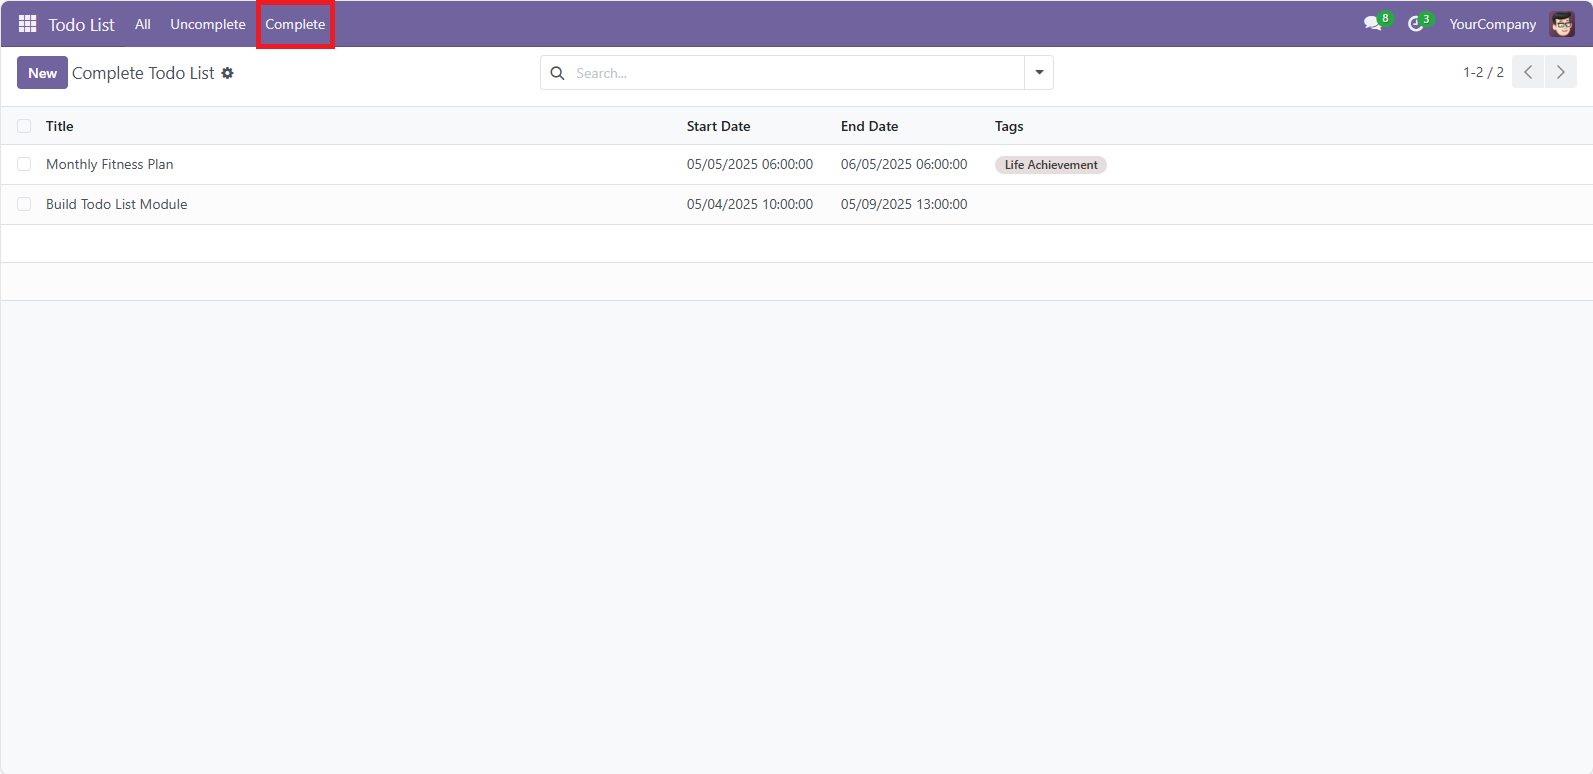 Todo List All Uncomplete Complete 8 3 YourCompany
New Complete Todo List Search... 1-2 / 2
Title Start Date End Date Tags
Monthly Fitness Plan 05/05/2025 06:00:00 06/05/2025 06:00:00 Life Achievement
Build Todo List Module 05/04/2025 10:00:00 05/09/2025 13:00:00